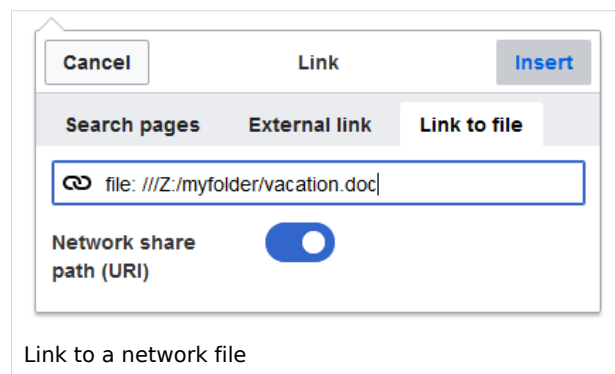 Cancel Link Insert
Search pages External link Link to file
file: ///Z:/myfolder/vacation.doc
Network share
path (URI)
Link to a network file